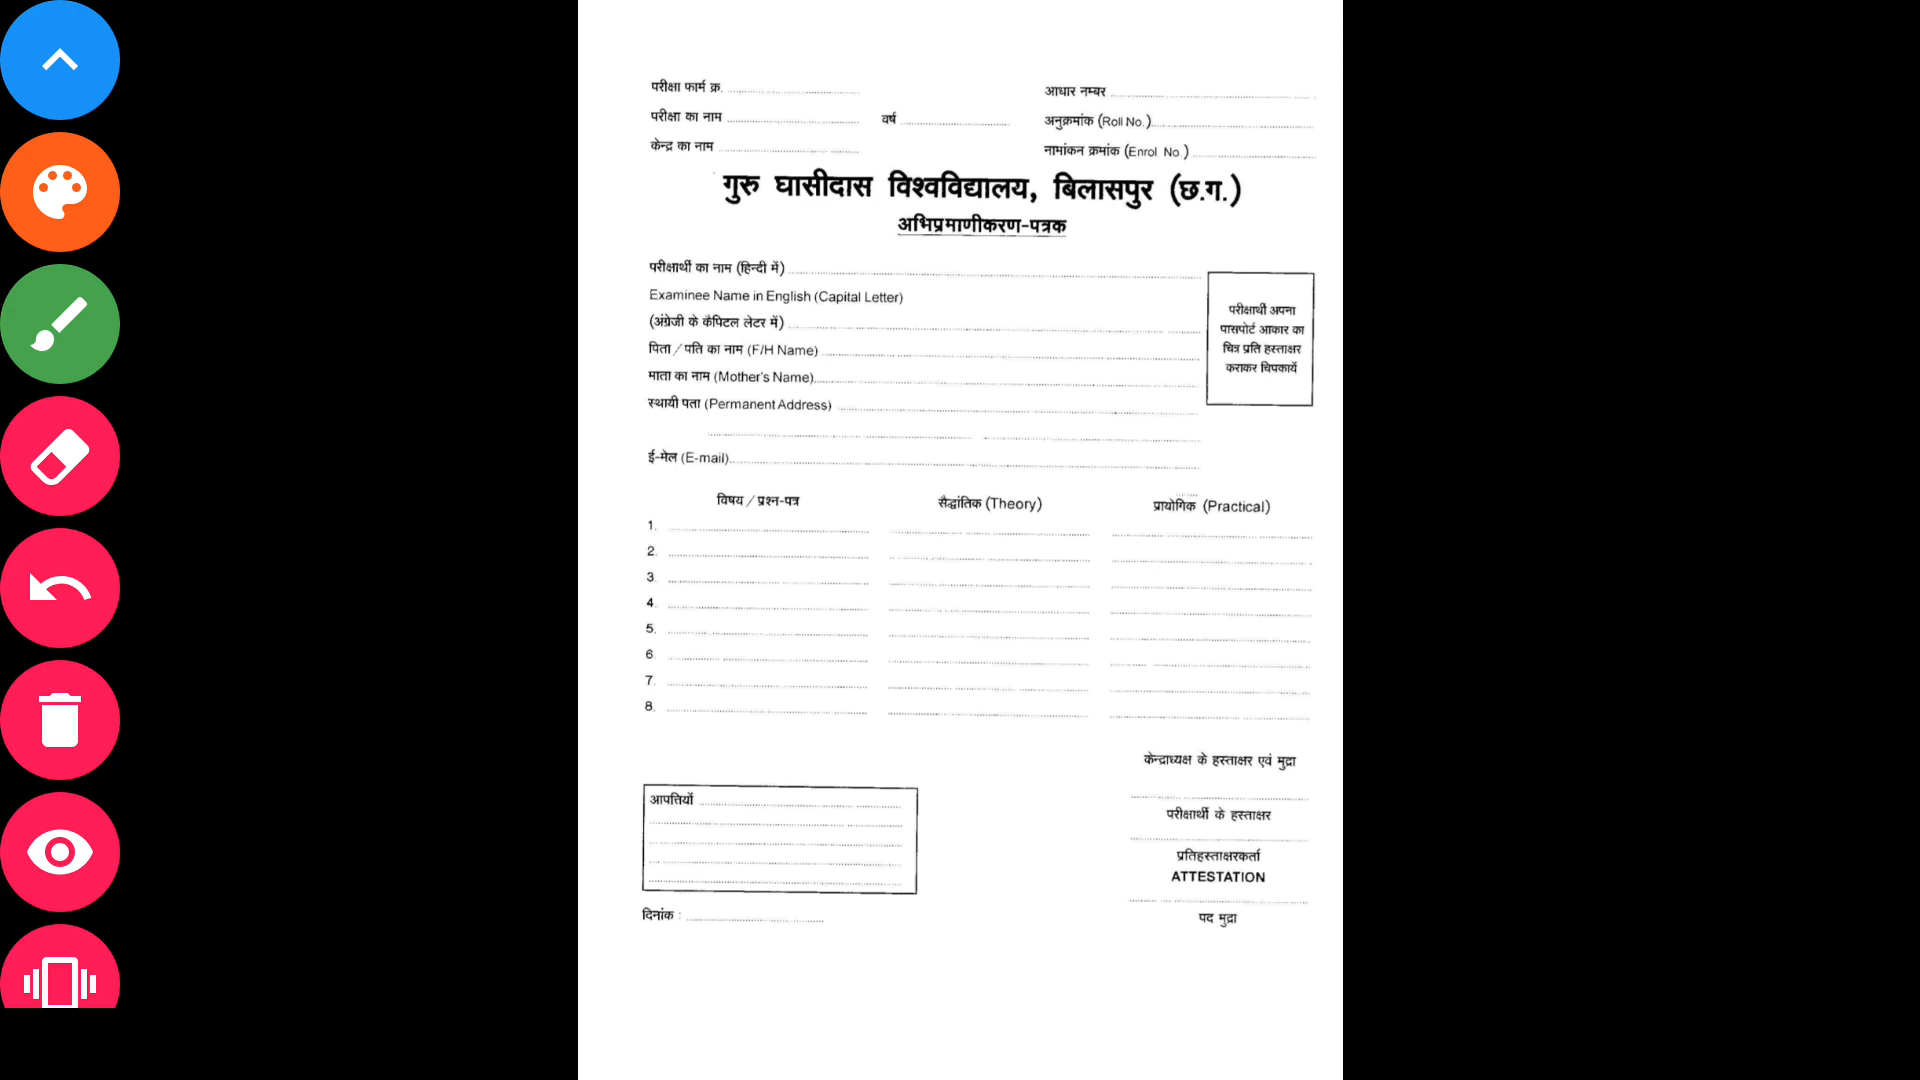 परीक्षा फार्म क्र.
आधार नम्बर
परीक्षा का नाम वर्ष
अनुक्रमांक (Roll No.)
केन्द्र का नाम
नामांकन क्रमांक (Enrol No.)
गुरु घासीदास विश्वविद्यालय, बिलासपुर (छ.ग.)
अभिप्रमाणीकरण-पत्रक
परीक्षार्थी का नाम (हिन्दी में)
Examinee Name in English (Capital Letter)
(अंग्रेजी के कैपिटल लेटर में)
पिता / पति का नाम (F/H Name)
माता का नाम (Mother's Name)
स्थायी पता (Permanent Address)
ई-मेल (E-mail)
परीक्षार्थी अपना
पासपोर्ट आकार का
चित्र प्रति हस्ताक्षर
कराकर चिपकायें
विषय / प्रश्न-पत्र सैद्धांतिक (Theory) प्रायोगिक (Practical)
1.
2.
3.
4.
5.
6.
7.
8.
केन्द्राध्यक्ष के हस्ताक्षर एवं मुद्रा
आपत्तियों
परीक्षार्थी के हस्ताक्षर
प्रतिहस्ताक्षरकर्ता
ATTESTATION
दिनांक :
पद मुद्रा